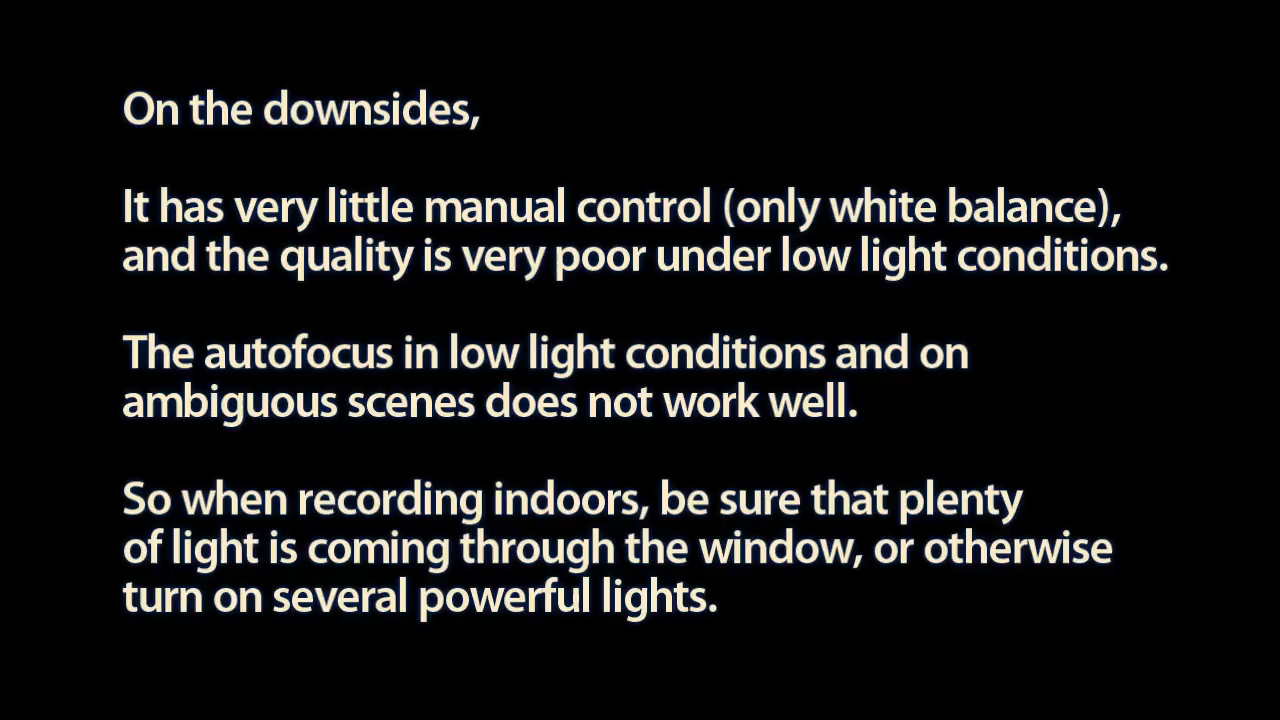 On the downsides,
It has very little manual control (only white balance),
and the quality is very poor under low light conditions.
The autofocus in low light conditions and on
ambiguous scenes does not work well.
So when recording indoors, be sure that plenty
of light is coming through the window, or otherwise
turn on several powerful lights.